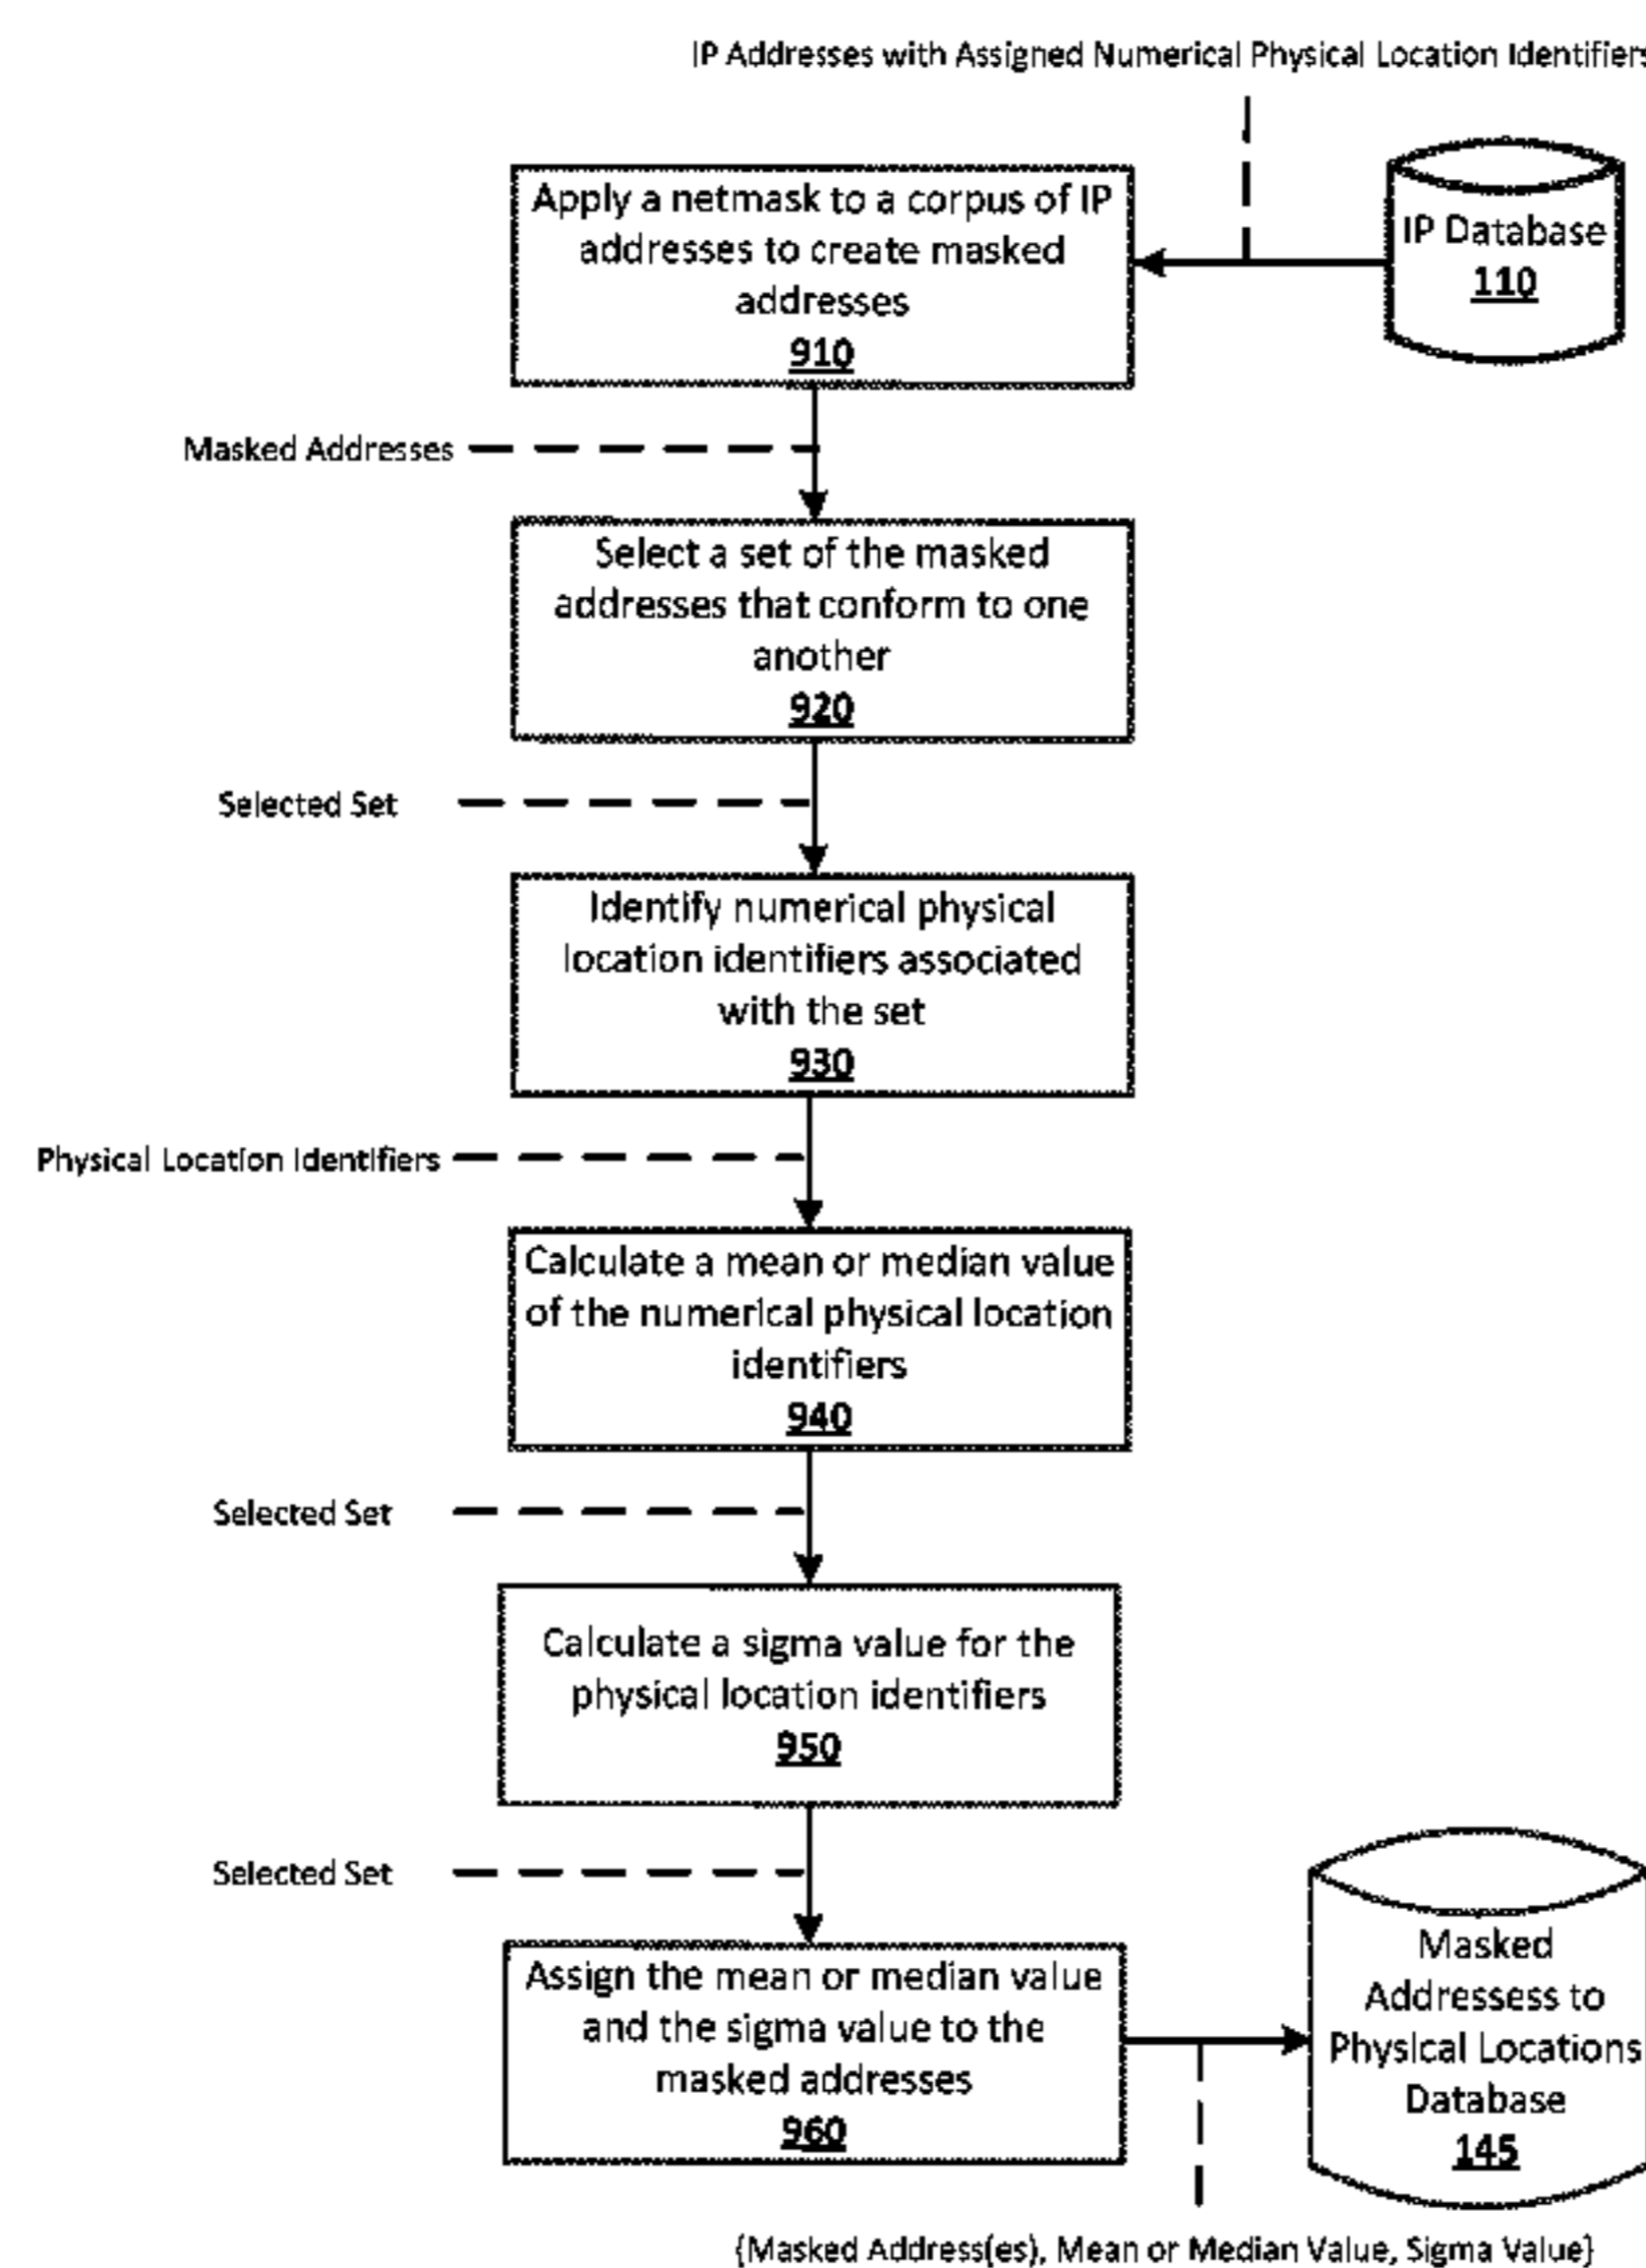 IP Addresses with Assigned Numerical Physical Location Identifiers
Apply a netmask to a corpus of IP
addresses to create masked
addresses
910
IP Database
110
Masked Addresses
Select a set of the masked
addresses that conform to one
another
920
Selected Set
Identify numerical physical
location identifiers associated
with the set
930
Physical Location Identifiers
Calculate a mean or median value
of the numerical physical location
identifiers
940
Selected Set
Calculate a sigma value for the
physical location identifiers
950
Selected Set
Assign the mean or median value
and the sigma value to the
masked addresses
960
Masked
Addressess to
Physical Locations
Database
145
{Masked Address(es), Mean or Median Value, Sigma Value}